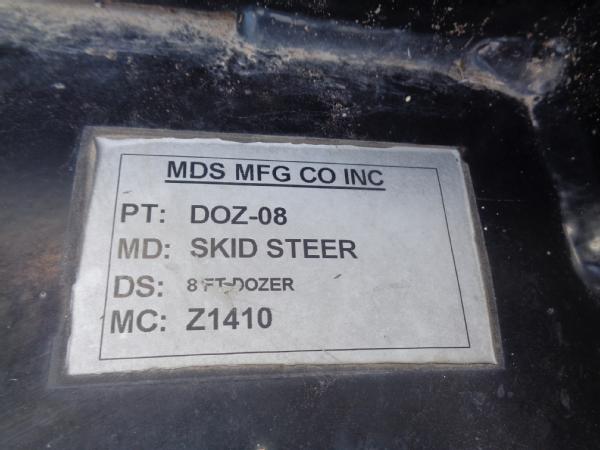 MDS MFG CO INC
PT: DOZ-08
MD: SKID STEER
DS: 8 FT-DOZER
MC: Z1410